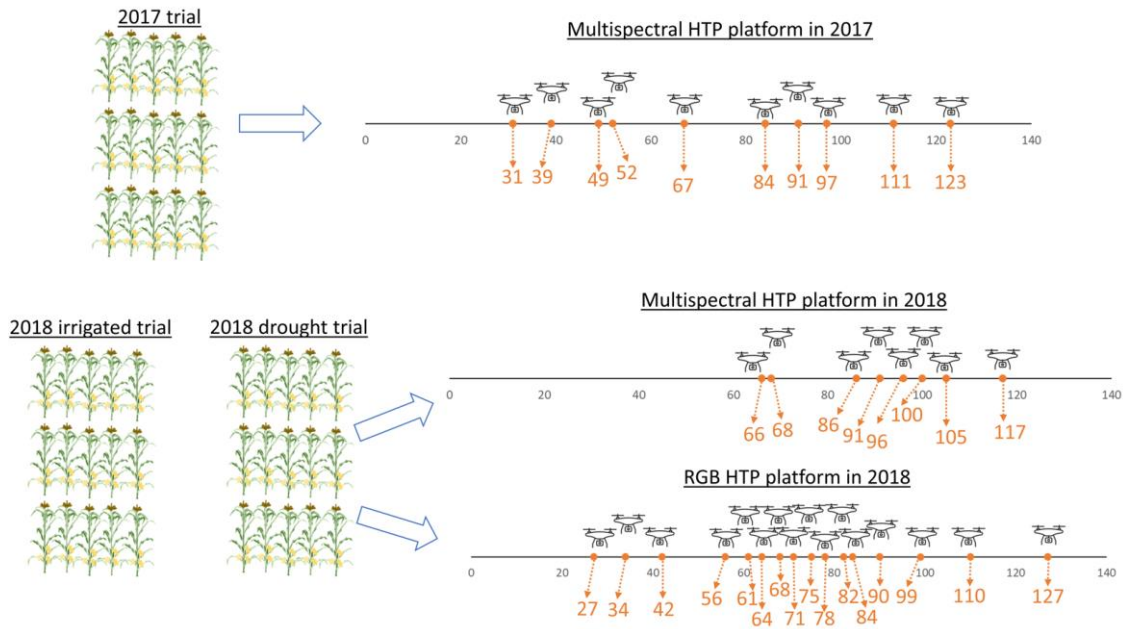 2017 trial
Multispectral HTP platform in 2017
0 20 40 60 80 100 120 140
31 39 49 52 67 84 91 97 111 123
2018 irrigated trial 2018 drought trial
Multispectral HTP platform in 2018
0 20 40 60 80 100 120 140
66 68 86 91 96 100 105 117
RGB HTP platform in 2018
0 20 40 60 80 100 120 140
27 34 42 56 61 64 68 71 75 78 82 84 90 99 110 127